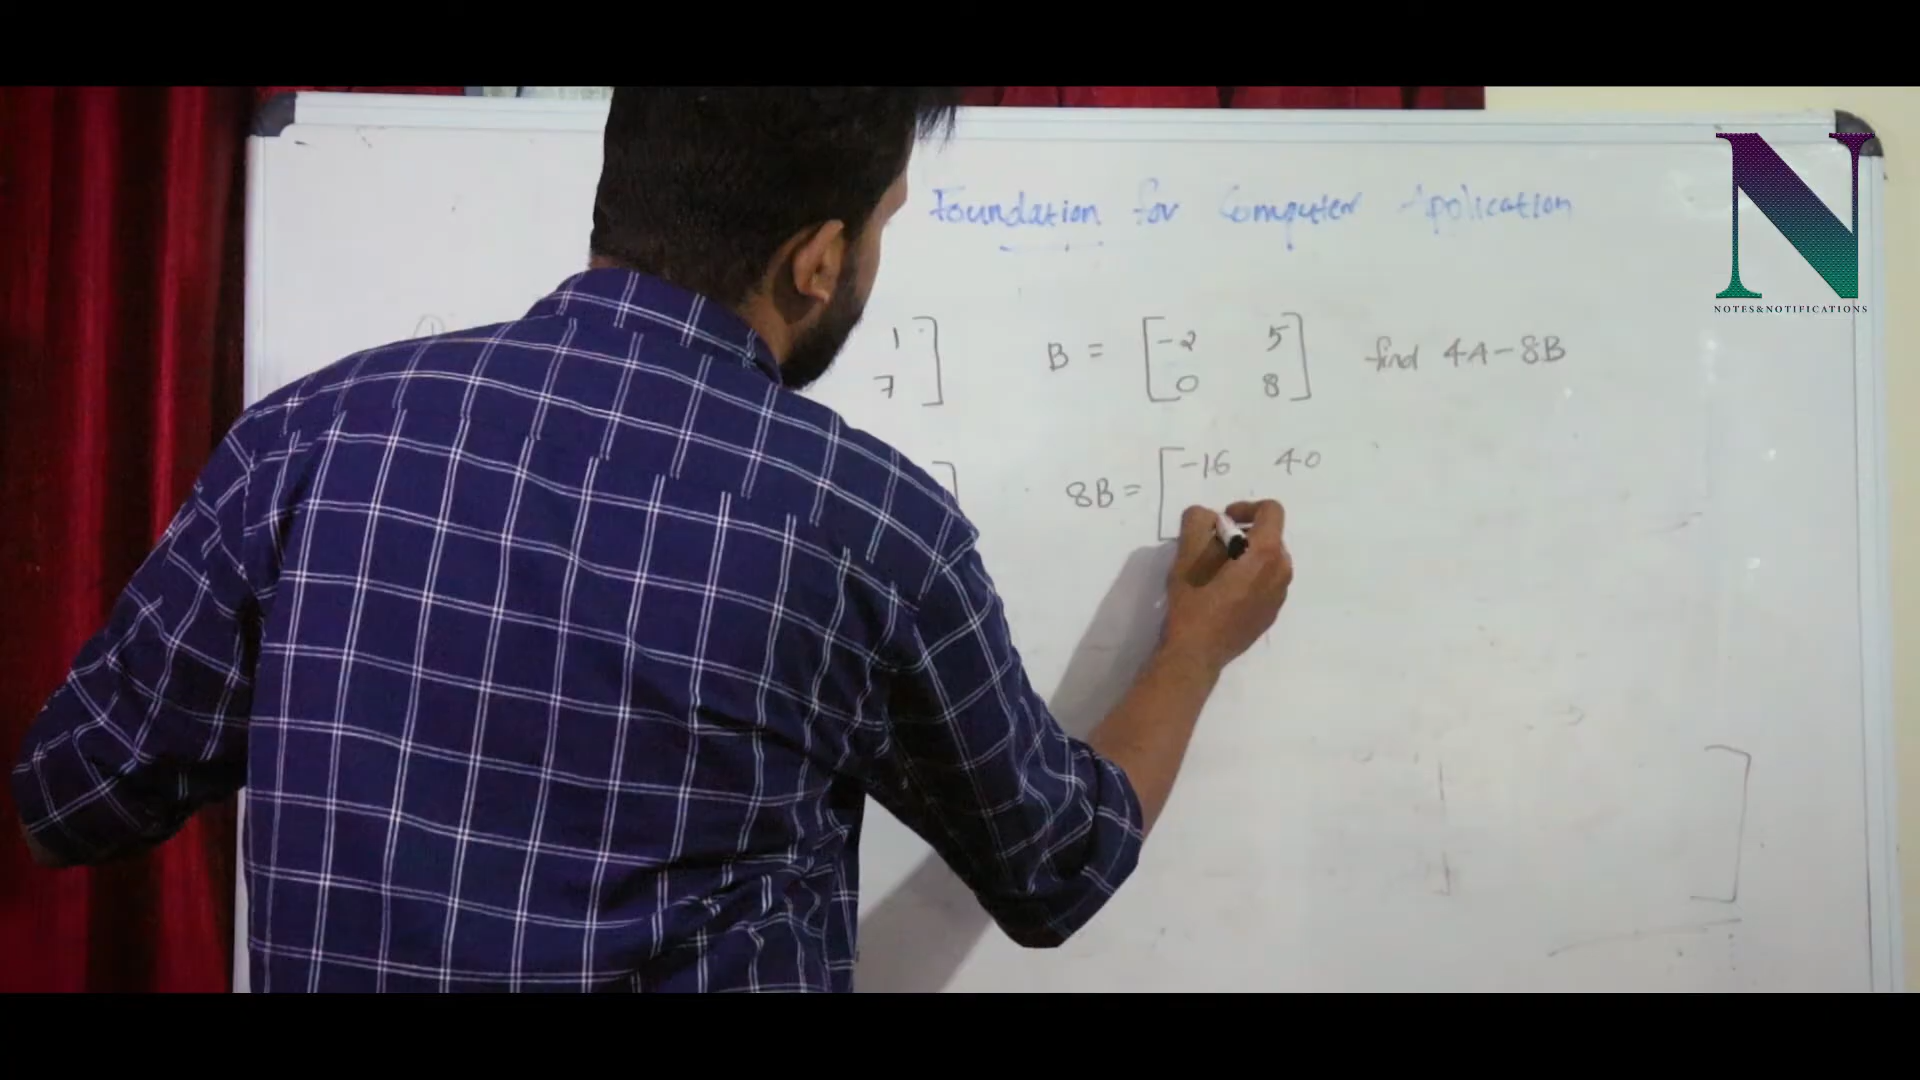 Foundation for Computer Application
1
7 ]
B = [ -2 5
0 8 ]
find 4A-8B
8B = [ -16 40
N
NOTES&NOTIFICATIONS